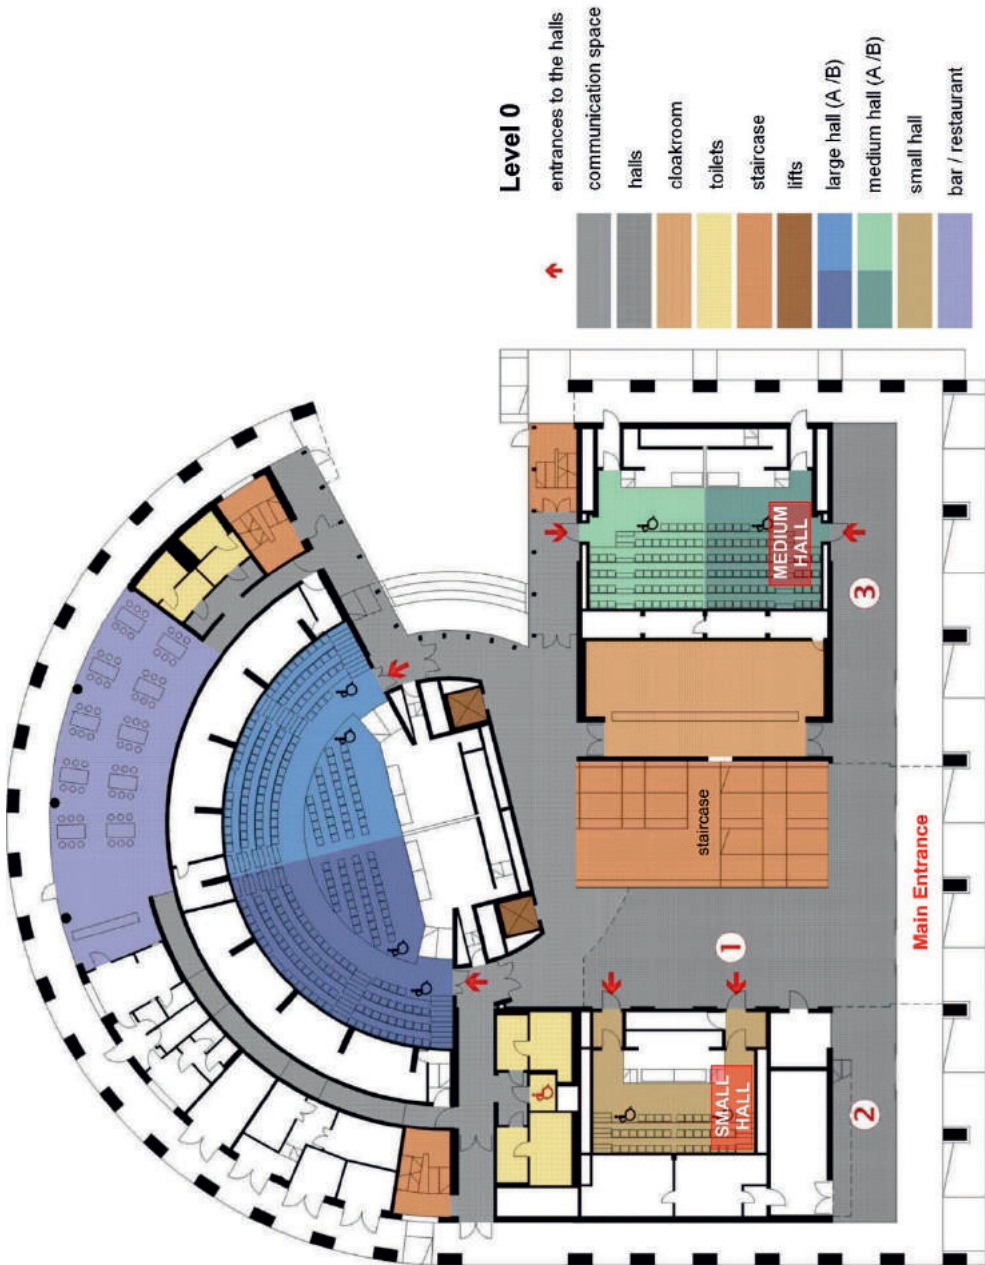 Level 0
entrances to the halls
communication space
halls
cloakroom
toilets
staircase
lifts
large hall (A /B)
medium hall (A /B)
small hall
bar / restaurant
MEDIUM
HALL
3
staircase
Main Entrance
1
SMALL
HALL
2